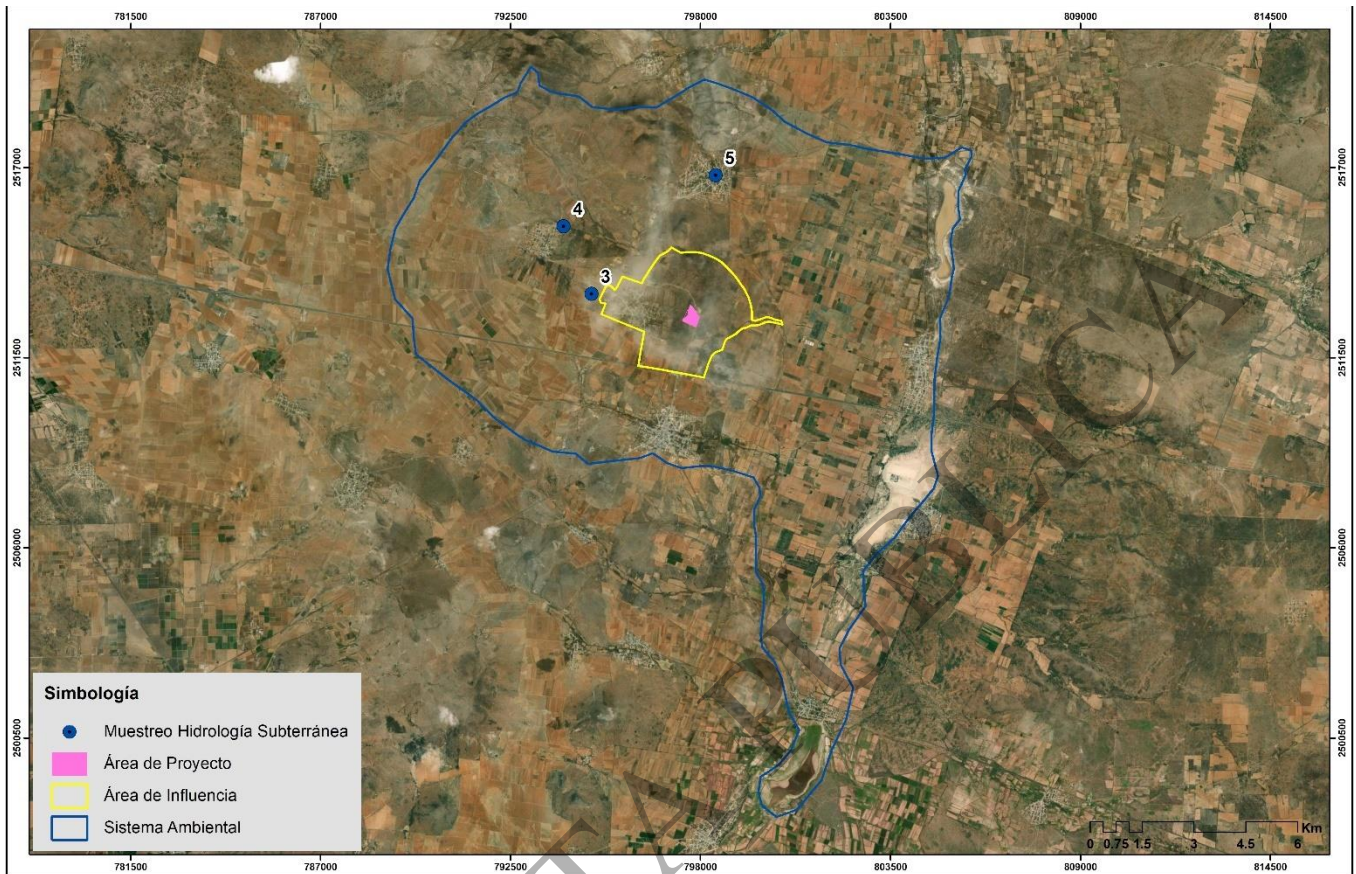 781500 787000 792500 798000 803500 809000 814500
2517000 2517000
5
4
3
2511500 2511500
2506000 2506000
2500500 2500500
Simbología
Muestreo Hidrología Subterránea
Área de Proyecto
Área de Influencia
Sistema Ambiental
Km
0 0.75 1.5 3 4.5 6
781500 787000 792500 798000 803500 809000 814500